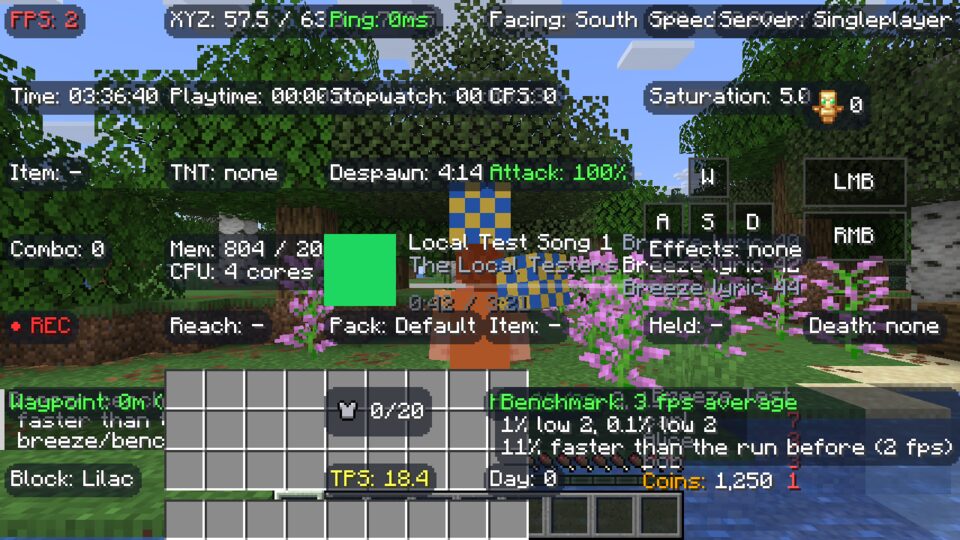 FPS: 2
XYZ: 57.5 / 63
Ping: 0ms
Facing: South
Speed
Server: Singleplayer
Time: 03:36:40
Playtime: 00:00
Stopwatch: 00
CPS: 0
Saturation: 5.0
0
Item: -
TNT: none
Despawn: 4:14
Attack: 100%
W
LMB
A S D
RMB
Combo: 0
Mem: 804 / 20
CPU: 4 cores
Local Test Song 1
The Local Testers
0:42 / 3:20
Effects: none
Breeze lyric 44
REC
Reach: -
Pack: Default
Item: -
Held: -
Death: none
Waypoint: 0m
faster than
breeze/benc
0/20
Benchmark: 3 fps average
1% low 2, 0.1% low 2
11% faster than the run before (2 fps)
Breeze Test
Alice
Block: Lilac
TPS: 18.4
Day: 0
Coins: 1,250
1